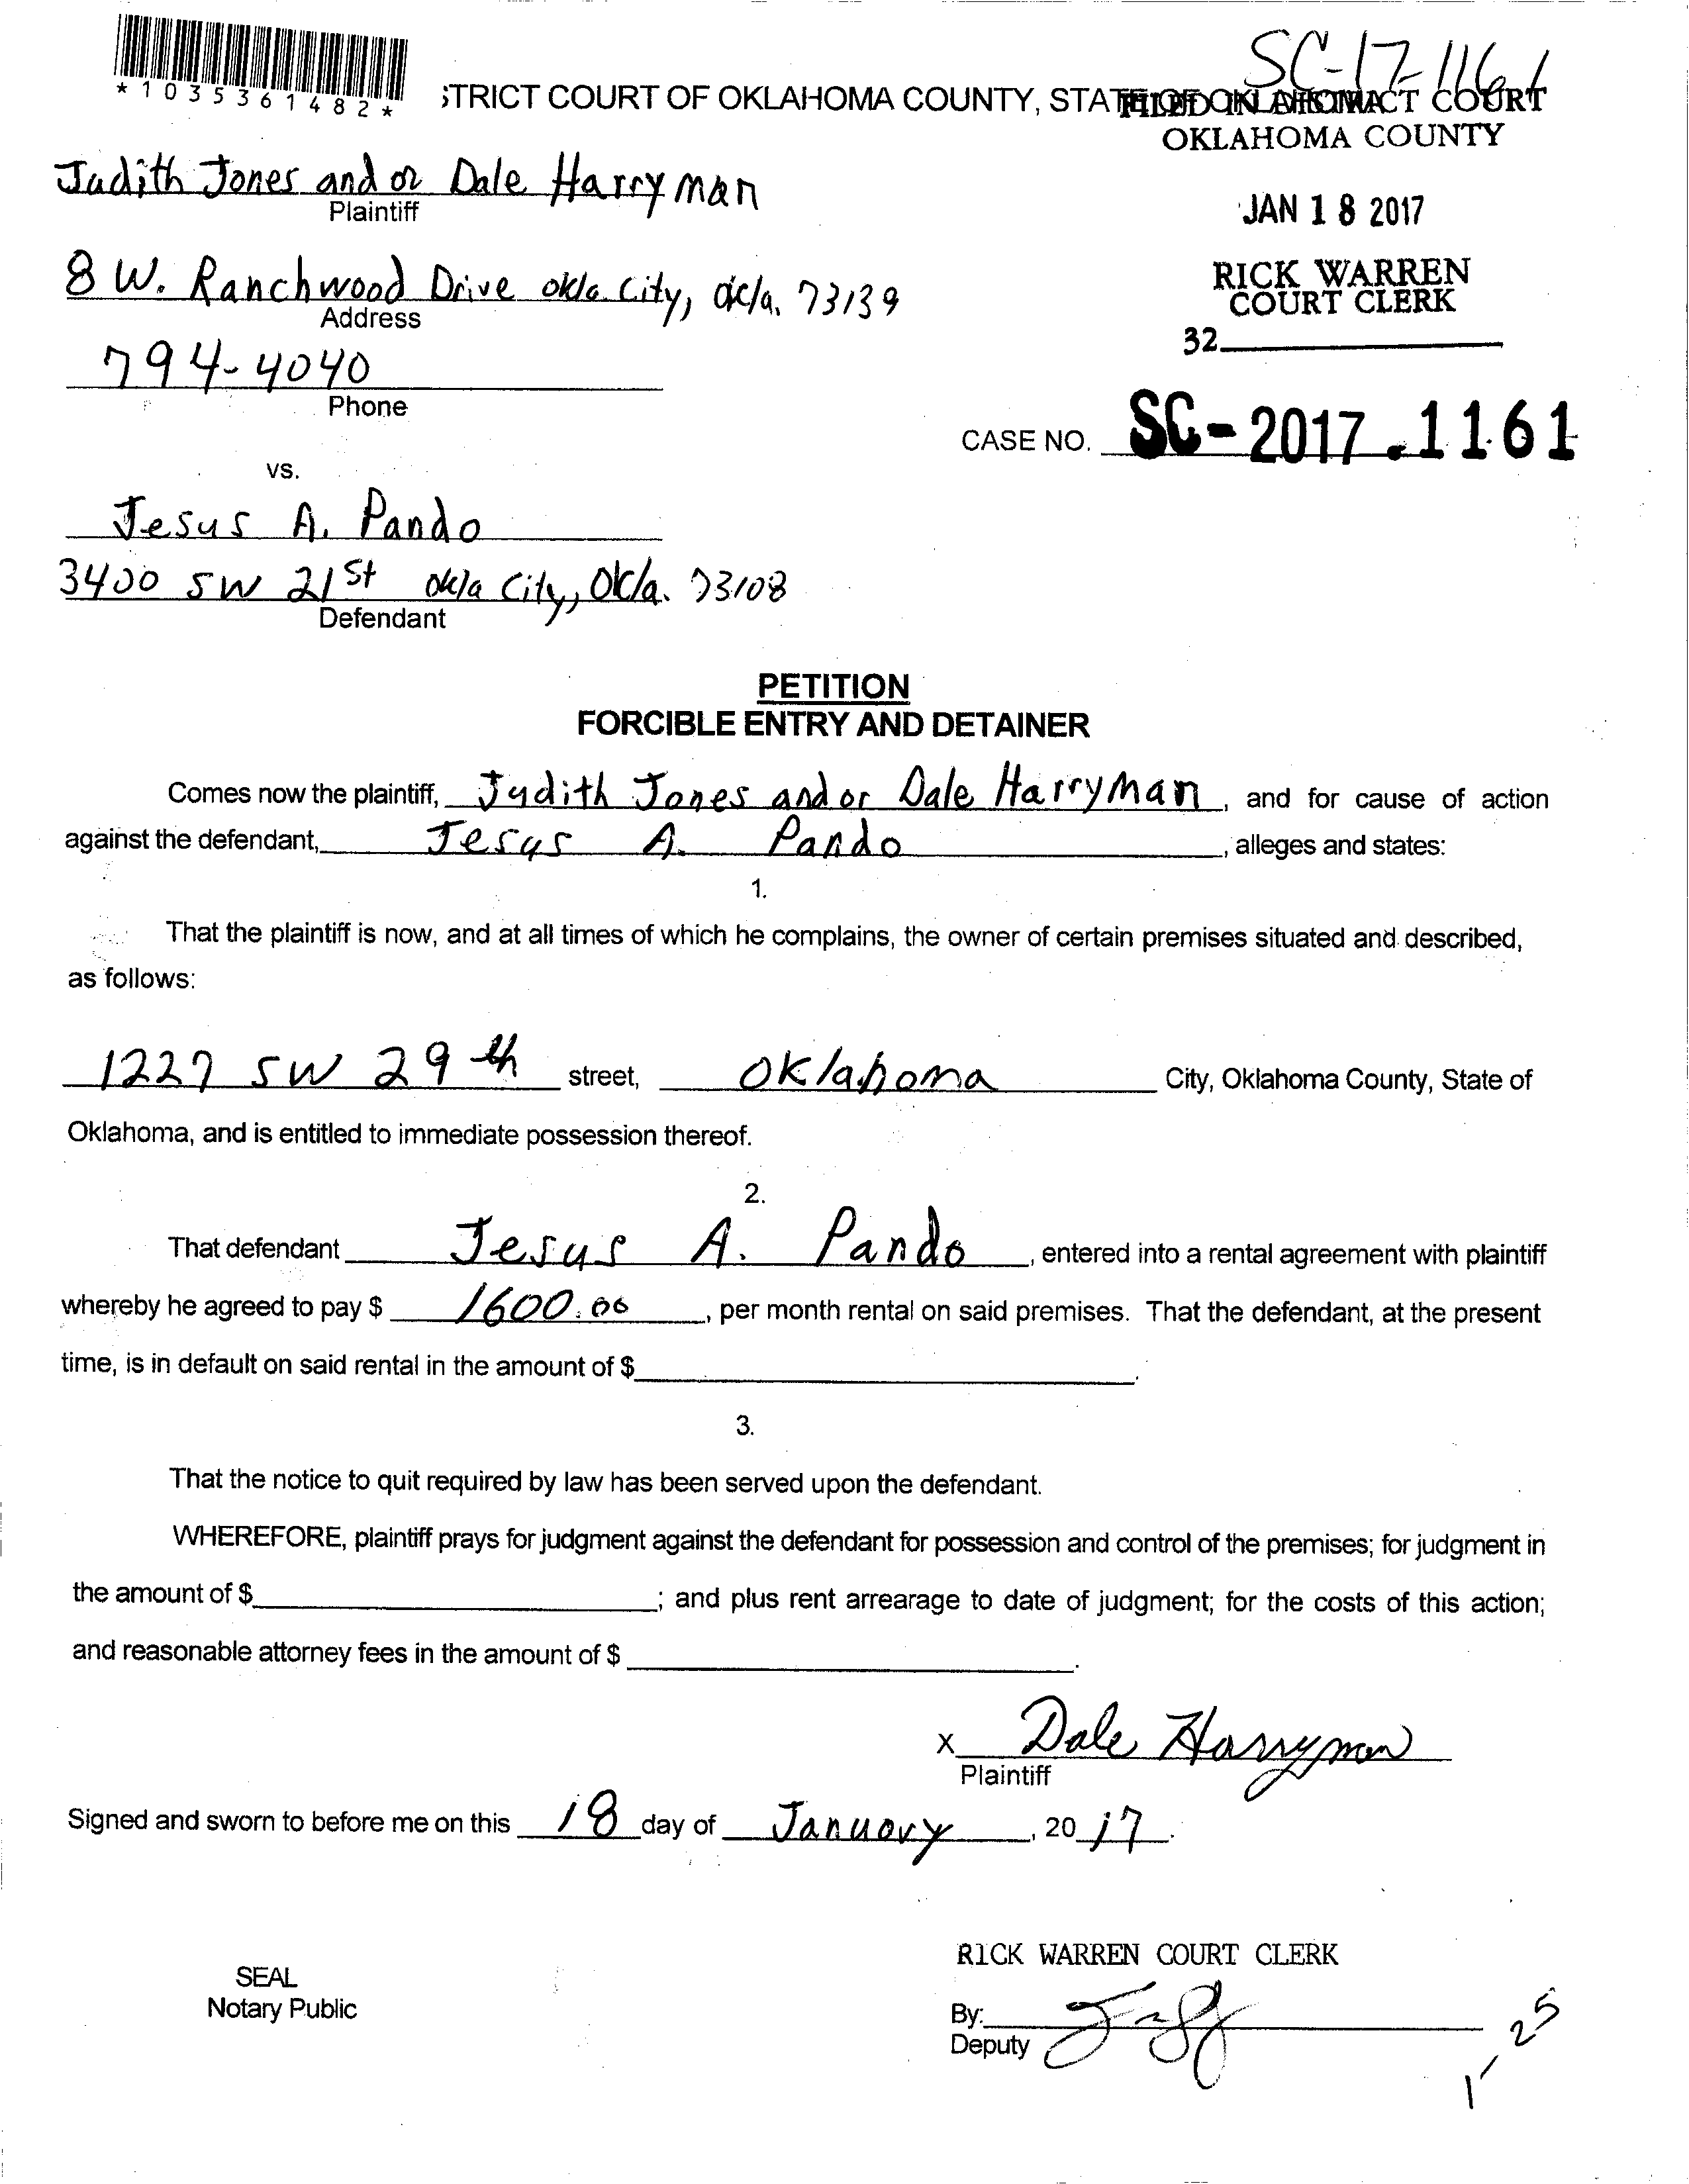 SC-17-1161
*1035361482*
STRICT COURT OF OKLAHOMA COUNTY, STATE OF OKLAHOMA
FILED IN DISTRICT COURT
OKLAHOMA COUNTY
Judith Jones and or Dale Harryman
Plaintiff
JAN 18 2017
8 W. Ranchwood Drive okla. City, okla. 73139
Address
RICK WARREN
COURT CLERK
32
794-4040
Phone
CASE NO. SC-2017.1161
vs.
Jesus A. Pando
3400 SW 21st okla City, Okla. 73108
Defendant
PETITION
FORCIBLE ENTRY AND DETAINER
Comes now the plaintiff, Judith Jones and or Dale Harryman, and for cause of action
against the defendant, Jesus A. Pando, alleges and states:
1.
That the plaintiff is now, and at all times of which he complains, the owner of certain premises situated and described,
as follows:
1227 SW 29th street, Oklahoma City, Oklahoma County, State of
Oklahoma, and is entitled to immediate possession thereof.
2.
That defendant Jesus A. Pando, entered into a rental agreement with plaintiff
whereby he agreed to pay $ 1600.00, per month rental on said premises. That the defendant, at the present
time, is in default on said rental in the amount of $.
3.
That the notice to quit required by law has been served upon the defendant.
WHEREFORE, plaintiff prays for judgment against the defendant for possession and control of the premises; for judgment in
the amount of $; and plus rent arrearage to date of judgment; for the costs of this action;
and reasonable attorney fees in the amount of $.
X Dale Harryman
Plaintiff
Signed and sworn to before me on this 18 day of January, 2017.
RICK WARREN COURT CLERK
SEAL
Notary Public
By:
Deputy
25